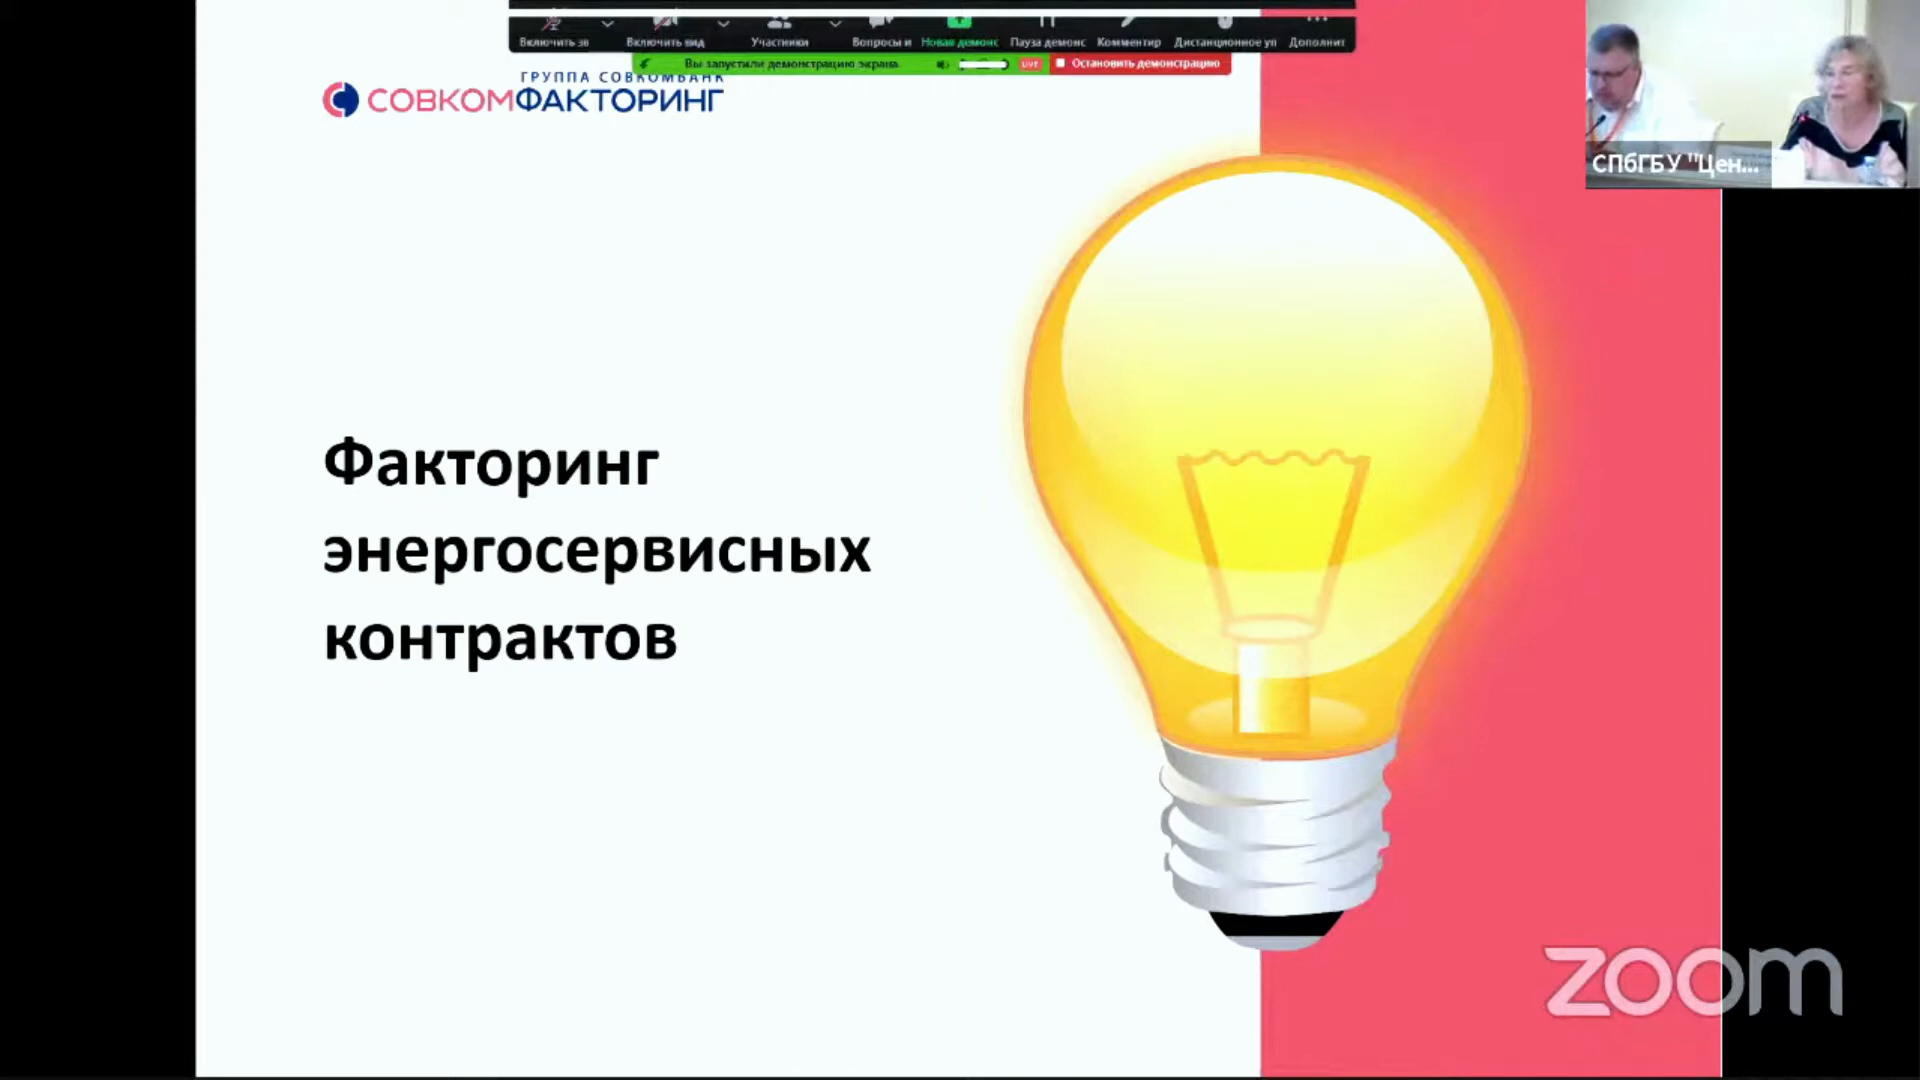 Включить зв
Включить вид
Участники
Вопросы и
Новая демонс
Пауза демонс
Комментир
Дистанционное уп
Дополнит
Вы запустили демонстрацию экрана
LIVE
Остановить демонстрацию
ГРУППА СОВКОМБАНК
СОВКОМФАКТОРИНГ
СПбГБУ "Цен...
Факторинг
энергосервисных
контрактов
zoom